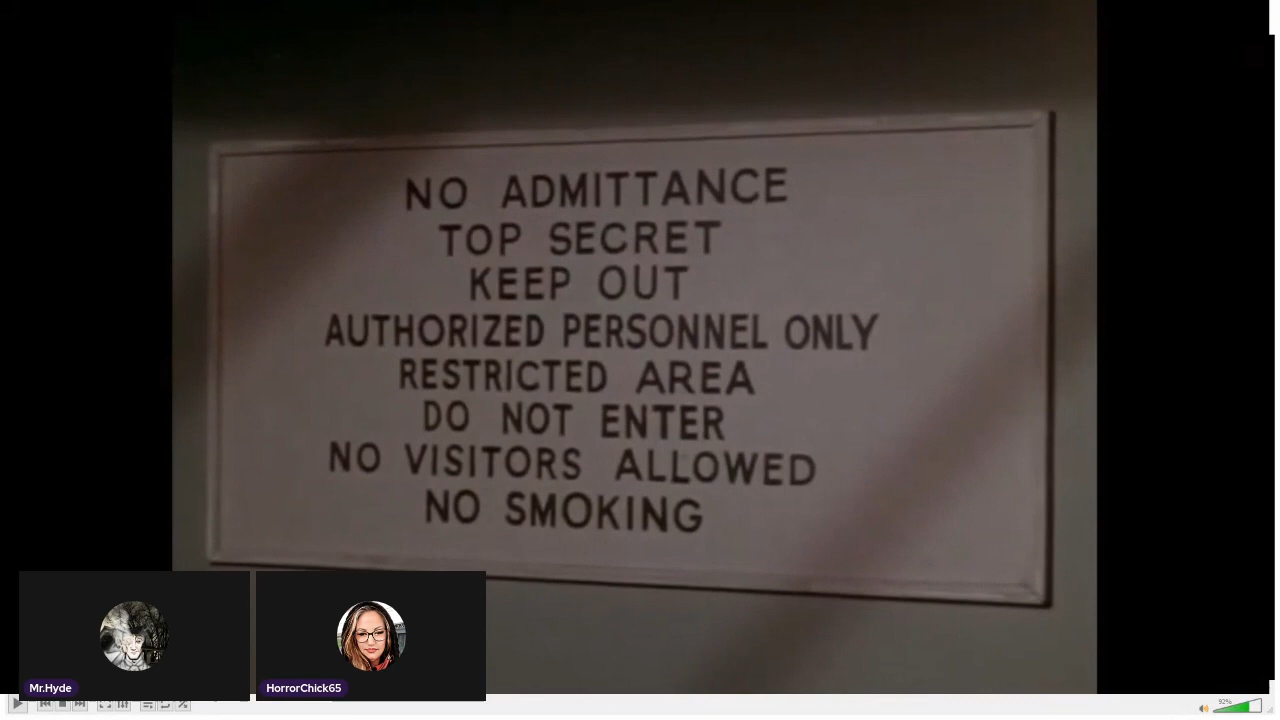 NO ADMITTANCE
TOP SECRET
KEEP OUT
AUTHORIZED PERSONNEL ONLY
RESTRICTED AREA
DO NOT ENTER
NO VISITORS ALLOWED
NO SMOKING
Mr.Hyde
HorrorChick65
92%